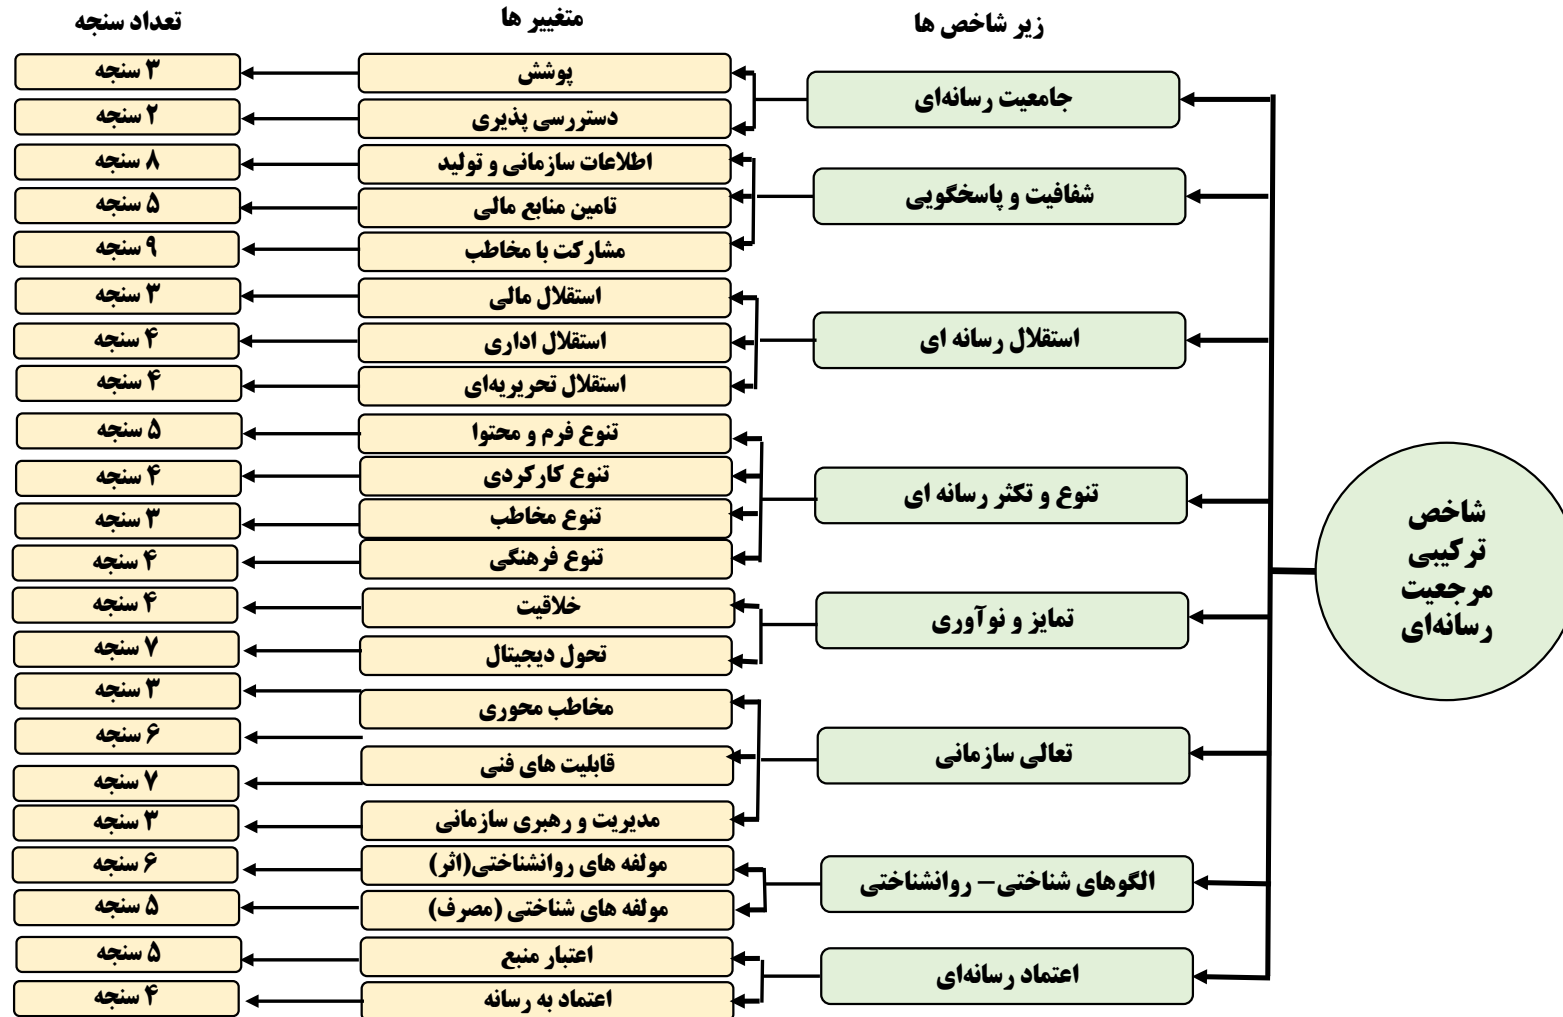 زیر شاخص ها
متغییر ها
تعداد سنجه
شاخص
ترکیبی
مرجعیت
رسانه‌ای
جامعیت رسانه‌ای
پوشش
۳ سنجه
دستررسی پذیری
۲ سنجه
شفافیت و پاسخگویی
اطلاعات سازمانی و تولید
۸ سنجه
تامین منابع مالی
۵ سنجه
مشارکت با مخاطب
۹ سنجه
استقلال رسانه ای
استقلال مالی
۳ سنجه
استقلال اداری
۴ سنجه
استقلال تحریریه‌ای
۴ سنجه
تنوع و تکثر رسانه ای
تنوع فرم و محتوا
۵ سنجه
تنوع کارکردی
۴ سنجه
تنوع مخاطب
۳ سنجه
تنوع فرهنگی
۴ سنجه
تمایز و نوآوری
خلاقیت
۴ سنجه
تحول دیجیتال
۷ سنجه
تعالی سازمانی
مخاطب محوری
۳ سنجه
۶ سنجه
قابلیت های فنی
۷ سنجه
مدیریت و رهبری سازمانی
۳ سنجه
الگوهای شناختی– روانشناختی
مولفه های روانشناختی(اثر)
۶ سنجه
مولفه های شناختی (مصرف)
۵ سنجه
اعتماد رسانه‌ای
اعتبار منبع
۵ سنجه
اعتماد به رسانه
۴ سنجه